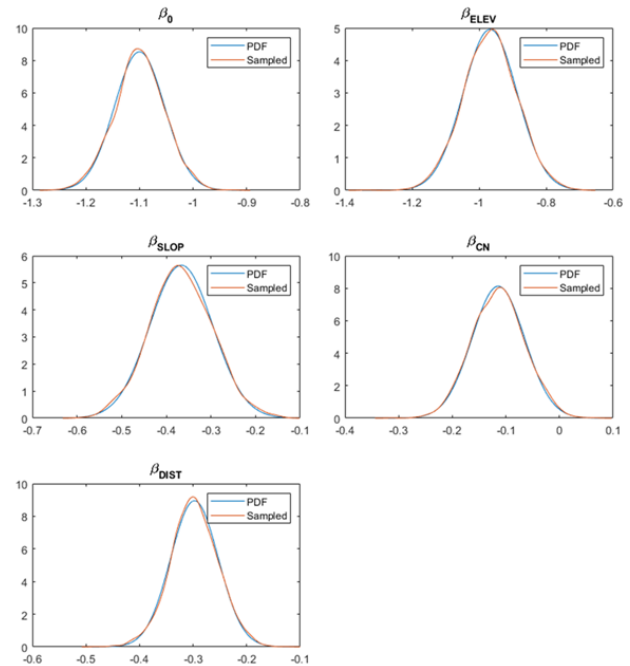 β0 βELEV
10 PDF 5 PDF
8 Sampled 4 Sampled
6 3
4 2
2 1
0 0
-1.3 -1.2 -1.1 -1 -0.9 -0.8 -1.4 -1.2 -1 -0.8 -0.6
βSLOP βCN
6 PDF 10 PDF
5 Sampled 8 Sampled
4 6
3 4
2 2
1 0
0 -0.4 -0.3 -0.2 -0.1 0 0.1
-0.7 -0.6 -0.5 -0.4 -0.3 -0.2 -0.1
βDIST
10 PDF
8 Sampled
6
4
2
0
-0.6 -0.5 -0.4 -0.3 -0.2 -0.1